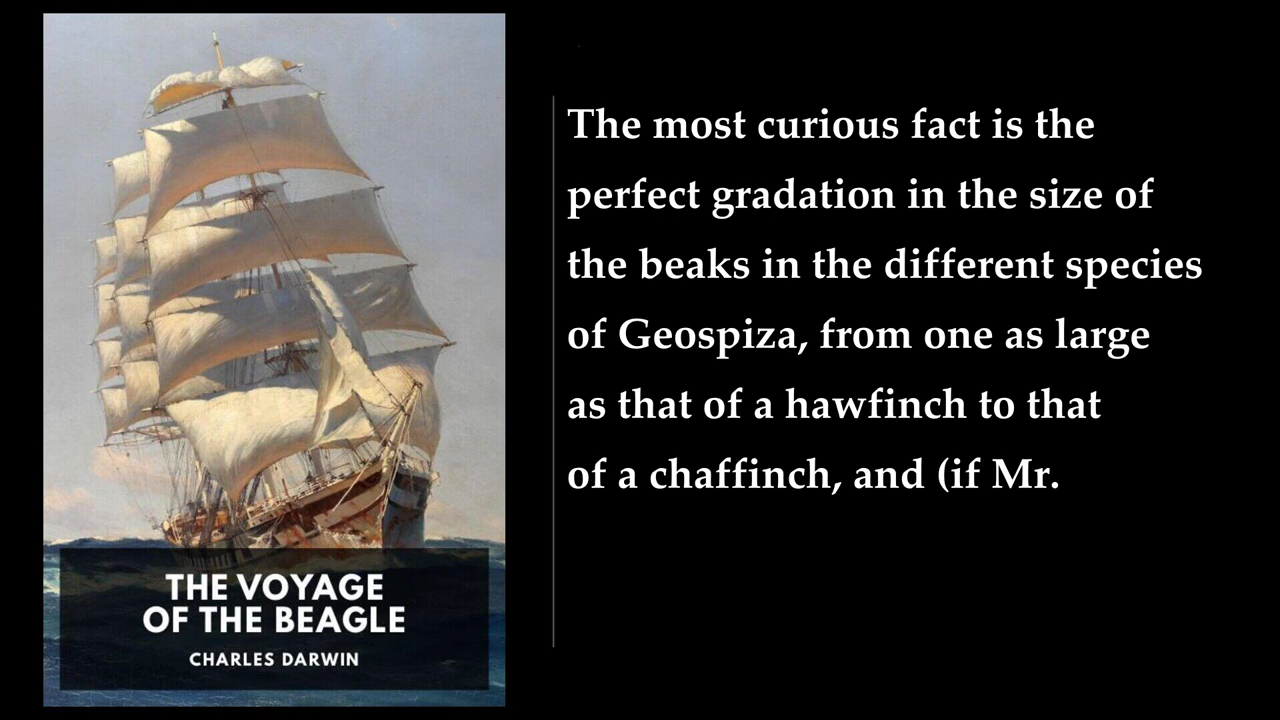 THE VOYAGE
OF THE BEAGLE
CHARLES DARWIN
The most curious fact is the
perfect gradation in the size of
the beaks in the different species
of Geospiza, from one as large
as that of a hawfinch to that
of a chaffinch, and (if Mr.